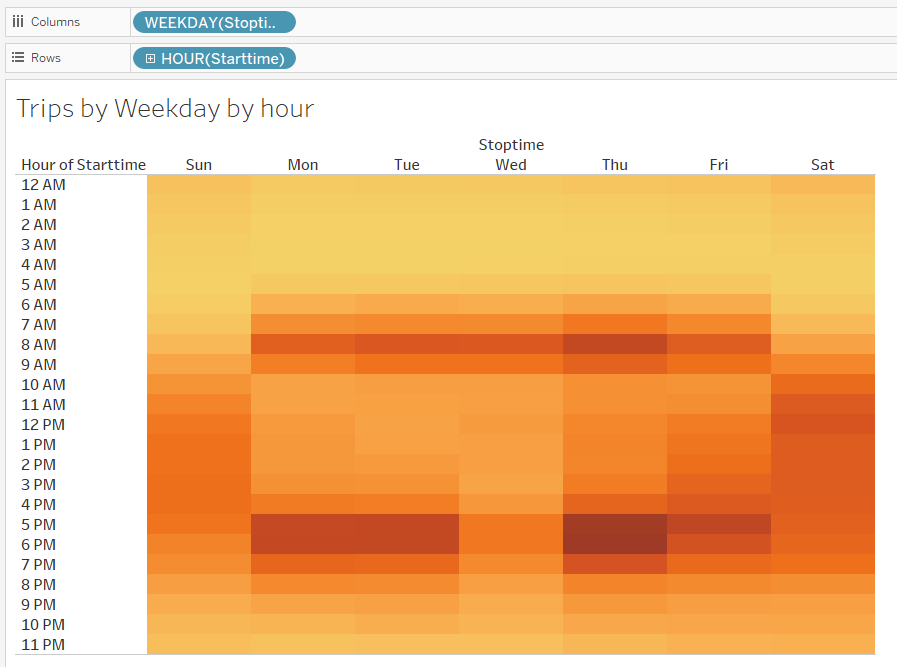 Columns WEEKDAY(Stopti..
Rows HOUR(Starttime)
Trips by Weekday by hour
Stoptime
Hour of Starttime Sun Mon Tue Wed Thu Fri Sat
12 AM
1 AM
2 AM
3 AM
4 AM
5 AM
6 AM
7 AM
8 AM
9 AM
10 AM
11 AM
12 PM
1 PM
2 PM
3 PM
4 PM
5 PM
6 PM
7 PM
8 PM
9 PM
10 PM
11 PM